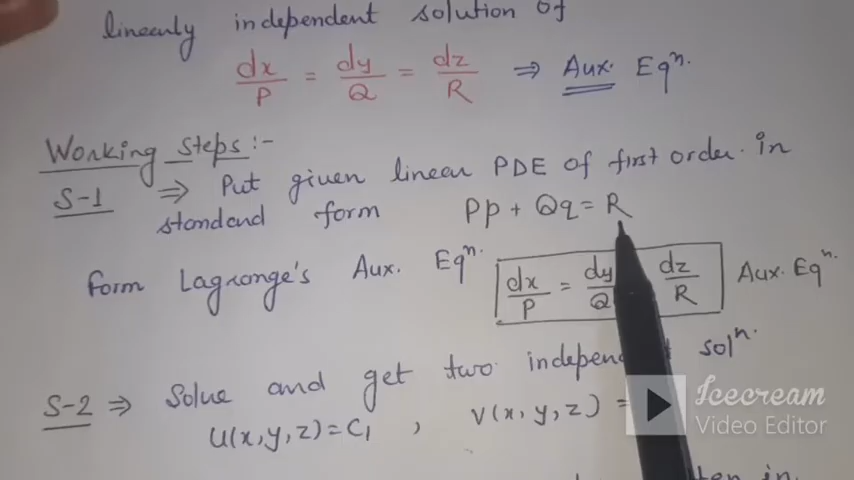 linearly independent solution of
dx/P = dy/Q = dz/R ⇒ Aux. Eqⁿ.
Working Steps:-
S-1 ⇒ Put given linear PDE of first order in
standard form Pp + Qq = R
form Lagrange's Aux. Eqⁿ. dx/P = dy/Q dz/R Aux. Eqⁿ.
S-2 ⇒ Solve and get two solⁿ.
U(x,y,z)=C₁ , V(x,y,z) =
in
Icecream
Video Editor